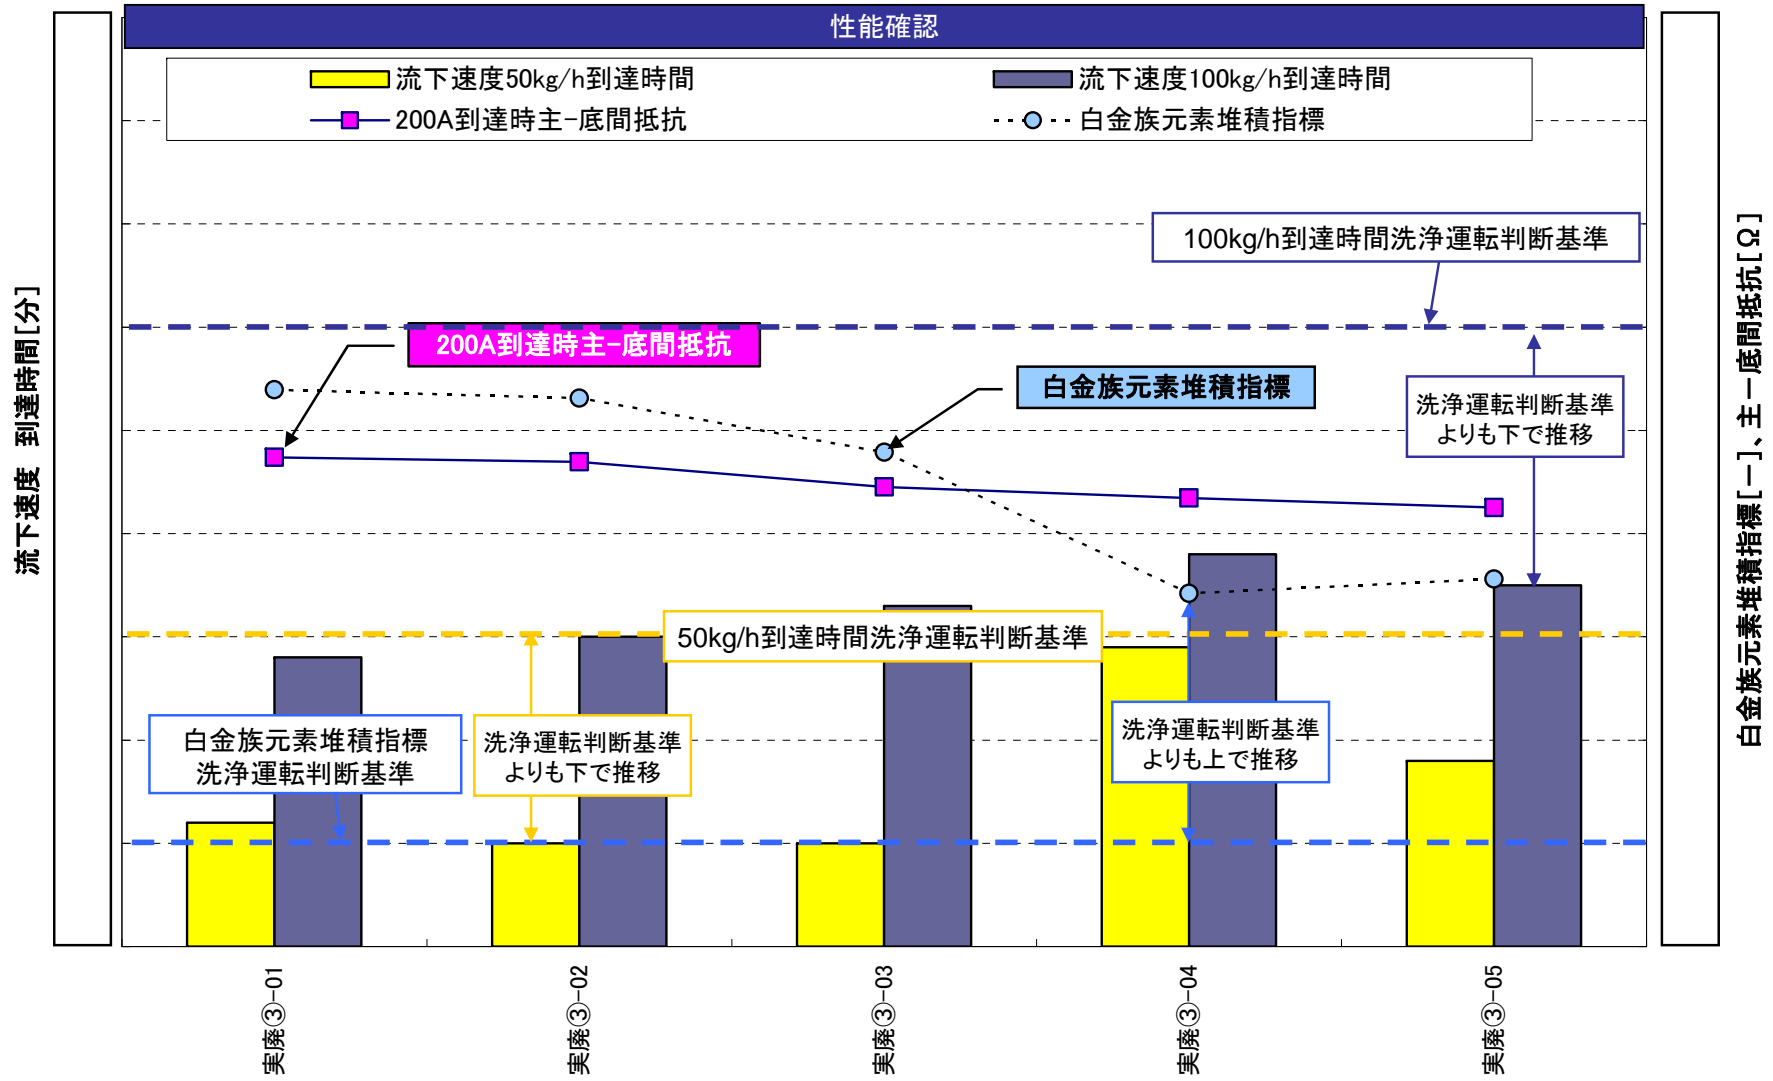 性能確認
流下速度50kg/h到達時間
流下速度100kg/h到達時間
200A到達時主-底間抵抗
白金族元素堆積指標
100kg/h到達時間洗浄運転判断基準
200A到達時主-底間抵抗
白金族元素堆積指標
洗浄運転判断基準
よりも下で推移
50kg/h到達時間洗浄運転判断基準
白金族元素堆積指標
洗浄運転判断基準
洗浄運転判断基準
よりも下で推移
洗浄運転判断基準
よりも上で推移
流下速度 到達時間[分]
白金族元素堆積指標[－]、主－底間抵抗[Ω]
実廃③-01
実廃③-02
実廃③-03
実廃③-04
実廃③-05